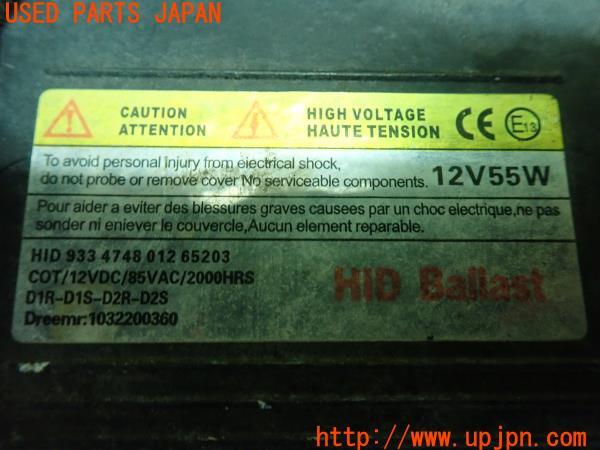 USED PARTS JAPAN
CAUTION
ATTENTION
HIGH VOLTAGE
HAUTE TENSION
CE
E13
To avoid personal injury from electrical shock,
do not probe or remove cover No serviceable components. 12V55W
Pour aider a eviter des blessures graves causees par un choc electrique,ne pas
sonder ni enlever le couvercle,Aucun element reparable.
HID 933 4748 012 65203
COT/12VDC/85VAC/2000HRS
D1R-D1S-D2R-D2S
Dreemr:1032200360
HID Ballast
http://www.upjpn.com/